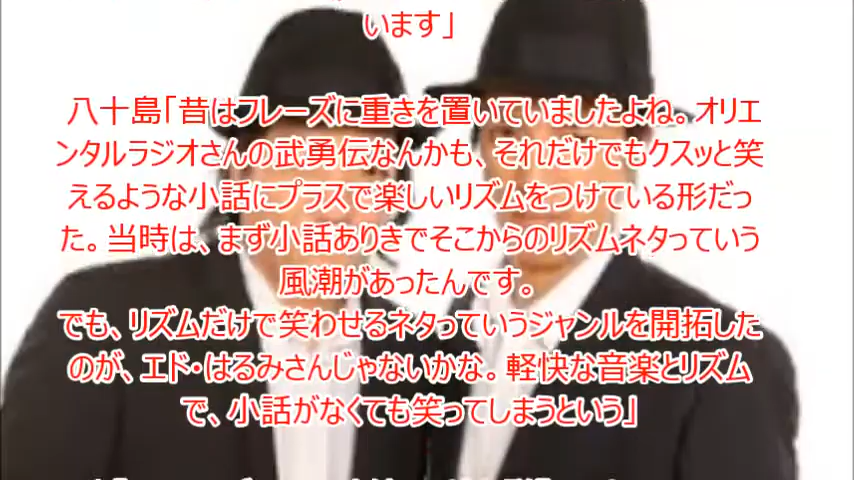 います」
八十島「昔はフレーズに重きを置いていましたよね。オリエ
ンタルラジオさんの武勇伝なんかも、それだけでもクスッと笑
えるような小話にプラスで楽しいリズムをつけている形だっ
た。当時は、まず小話ありきでそこからのリズムネタっていう
風潮があったんです。
でも、リズムだけで笑わせるネタっていうジャンルを開拓した
のが、エド・はるみさんじゃないかな。軽快な音楽とリズム
で、小話がなくても笑ってしまうという」